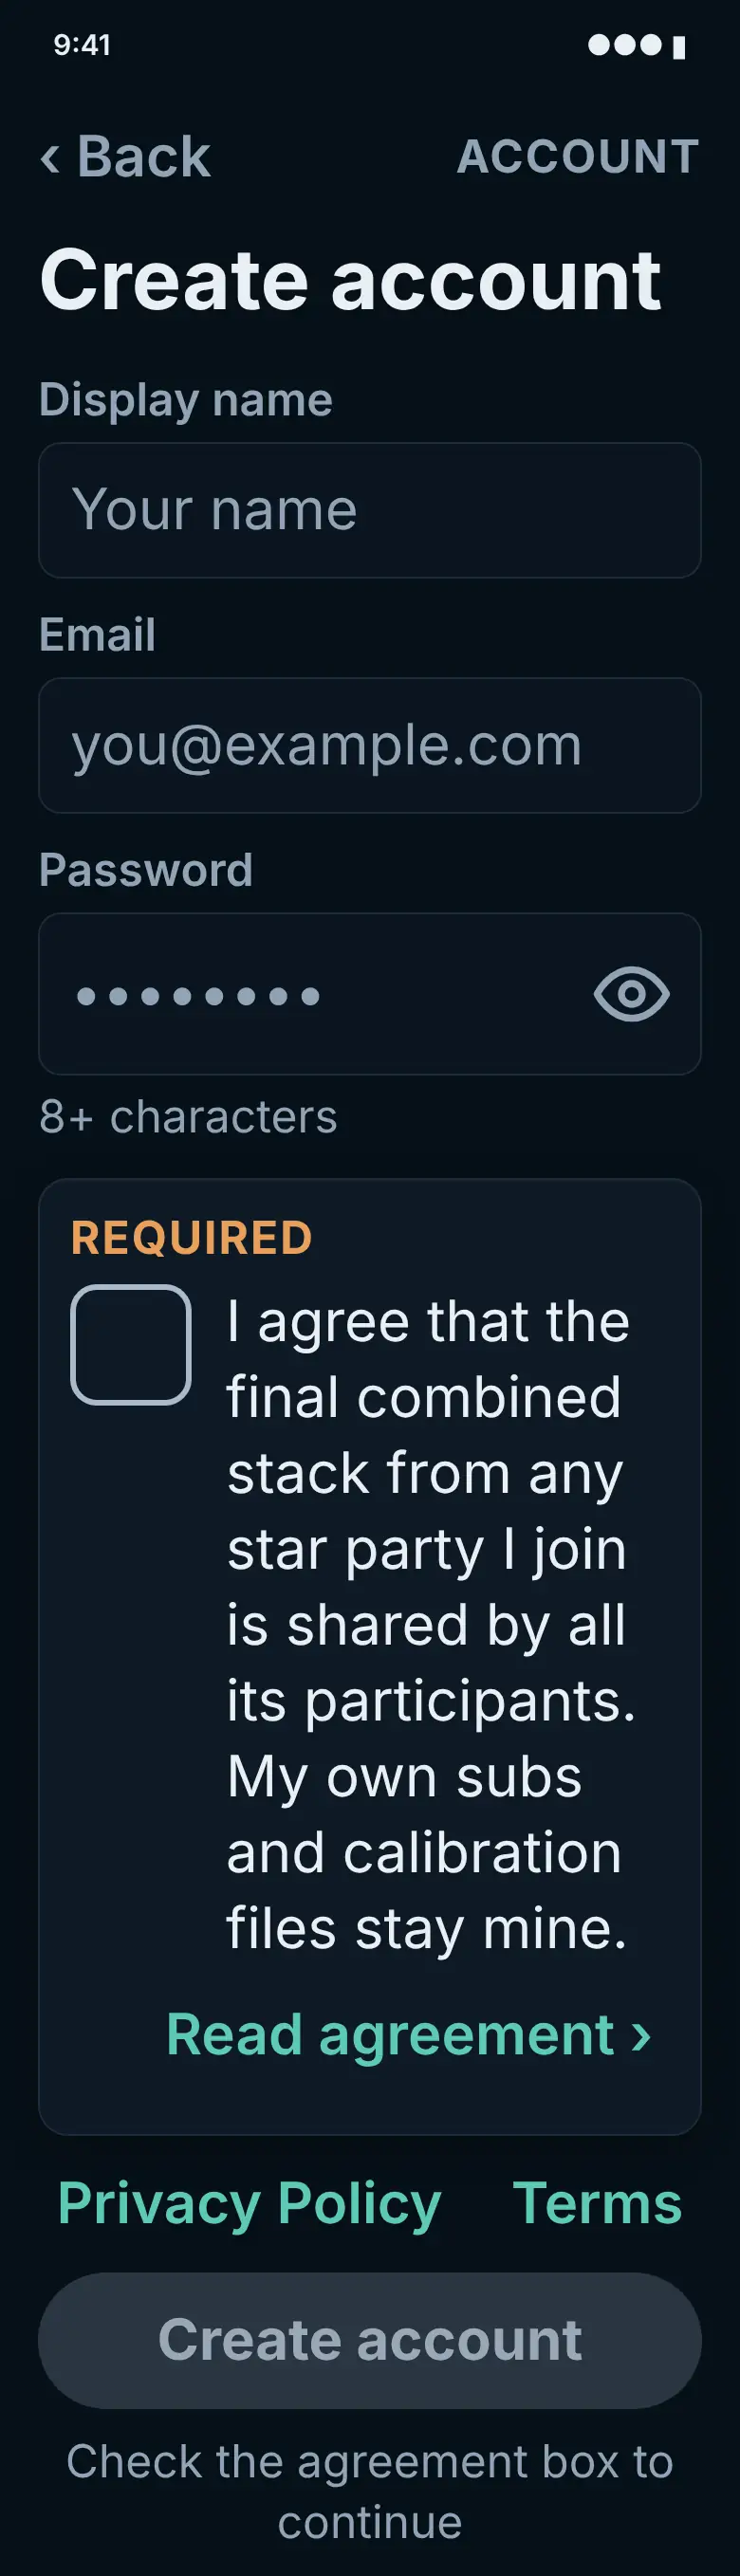 9:41
‹ Back
ACCOUNT
Create account
Display name
Your name
Email
you@example.com
Password
••••••••
8+ characters
REQUIRED
I agree that the
final combined
stack from any
star party I join
is shared by all
its participants.
My own subs
and calibration
files stay mine.
Read agreement ›
Privacy Policy
Terms
Create account
Check the agreement box to
continue